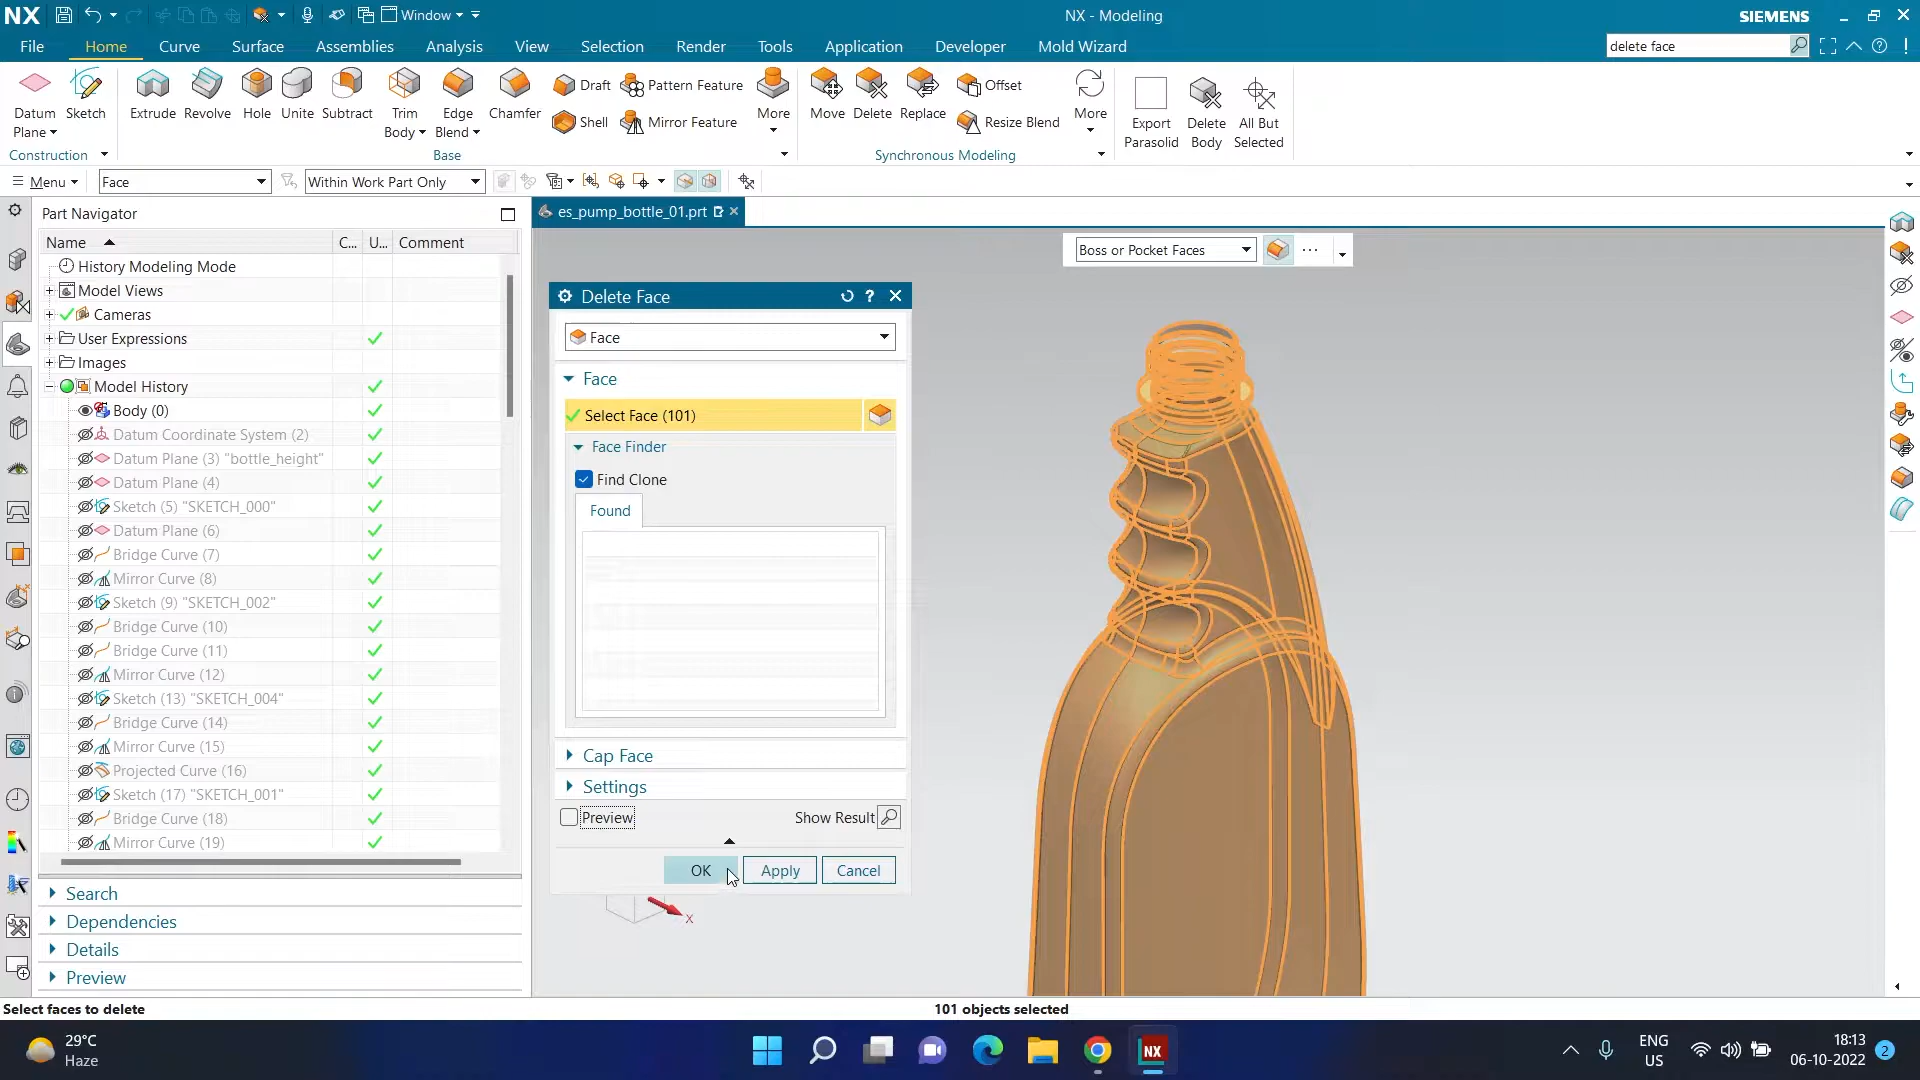 NX
Window
NX - Modeling
SIEMENS
File
Home
Curve
Surface
Assemblies
Analysis
View
Selection
Render
Tools
Application
Developer
Mold Wizard
delete face
Datum Plane
Sketch
Extrude
Revolve
Hole
Unite
Subtract
Trim Body
Edge Blend
Chamfer
Draft
Shell
Pattern Feature
Mirror Feature
More
Move
Delete
Replace
Offset
Resize Blend
More
Export Parasolid
Delete Body
All But Selected
Construction
Base
Synchronous Modeling
Menu
Face
Within Work Part Only
Part Navigator
es_pump_bottle_01.prt
Name
C...
U...
Comment
Boss or Pocket Faces
History Modeling Mode
Model Views
Cameras
User Expressions
Images
Model History
Body (0)
Datum Coordinate System (2)
Datum Plane (3) "bottle_height"
Datum Plane (4)
Sketch (5) "SKETCH_000"
Datum Plane (6)
Bridge Curve (7)
Mirror Curve (8)
Sketch (9) "SKETCH_002"
Bridge Curve (10)
Bridge Curve (11)
Mirror Curve (12)
Sketch (13) "SKETCH_004"
Bridge Curve (14)
Mirror Curve (15)
Projected Curve (16)
Sketch (17) "SKETCH_001"
Bridge Curve (18)
Mirror Curve (19)
Search
Dependencies
Details
Preview
Delete Face
Face
Face
Select Face (101)
Face Finder
Find Clone
Found
Cap Face
Settings
Preview
Show Result
OK
Apply
Cancel
X
Select faces to delete
101 objects selected
29°C
Haze
NX
ENG
US
18:13
06-10-2022
2